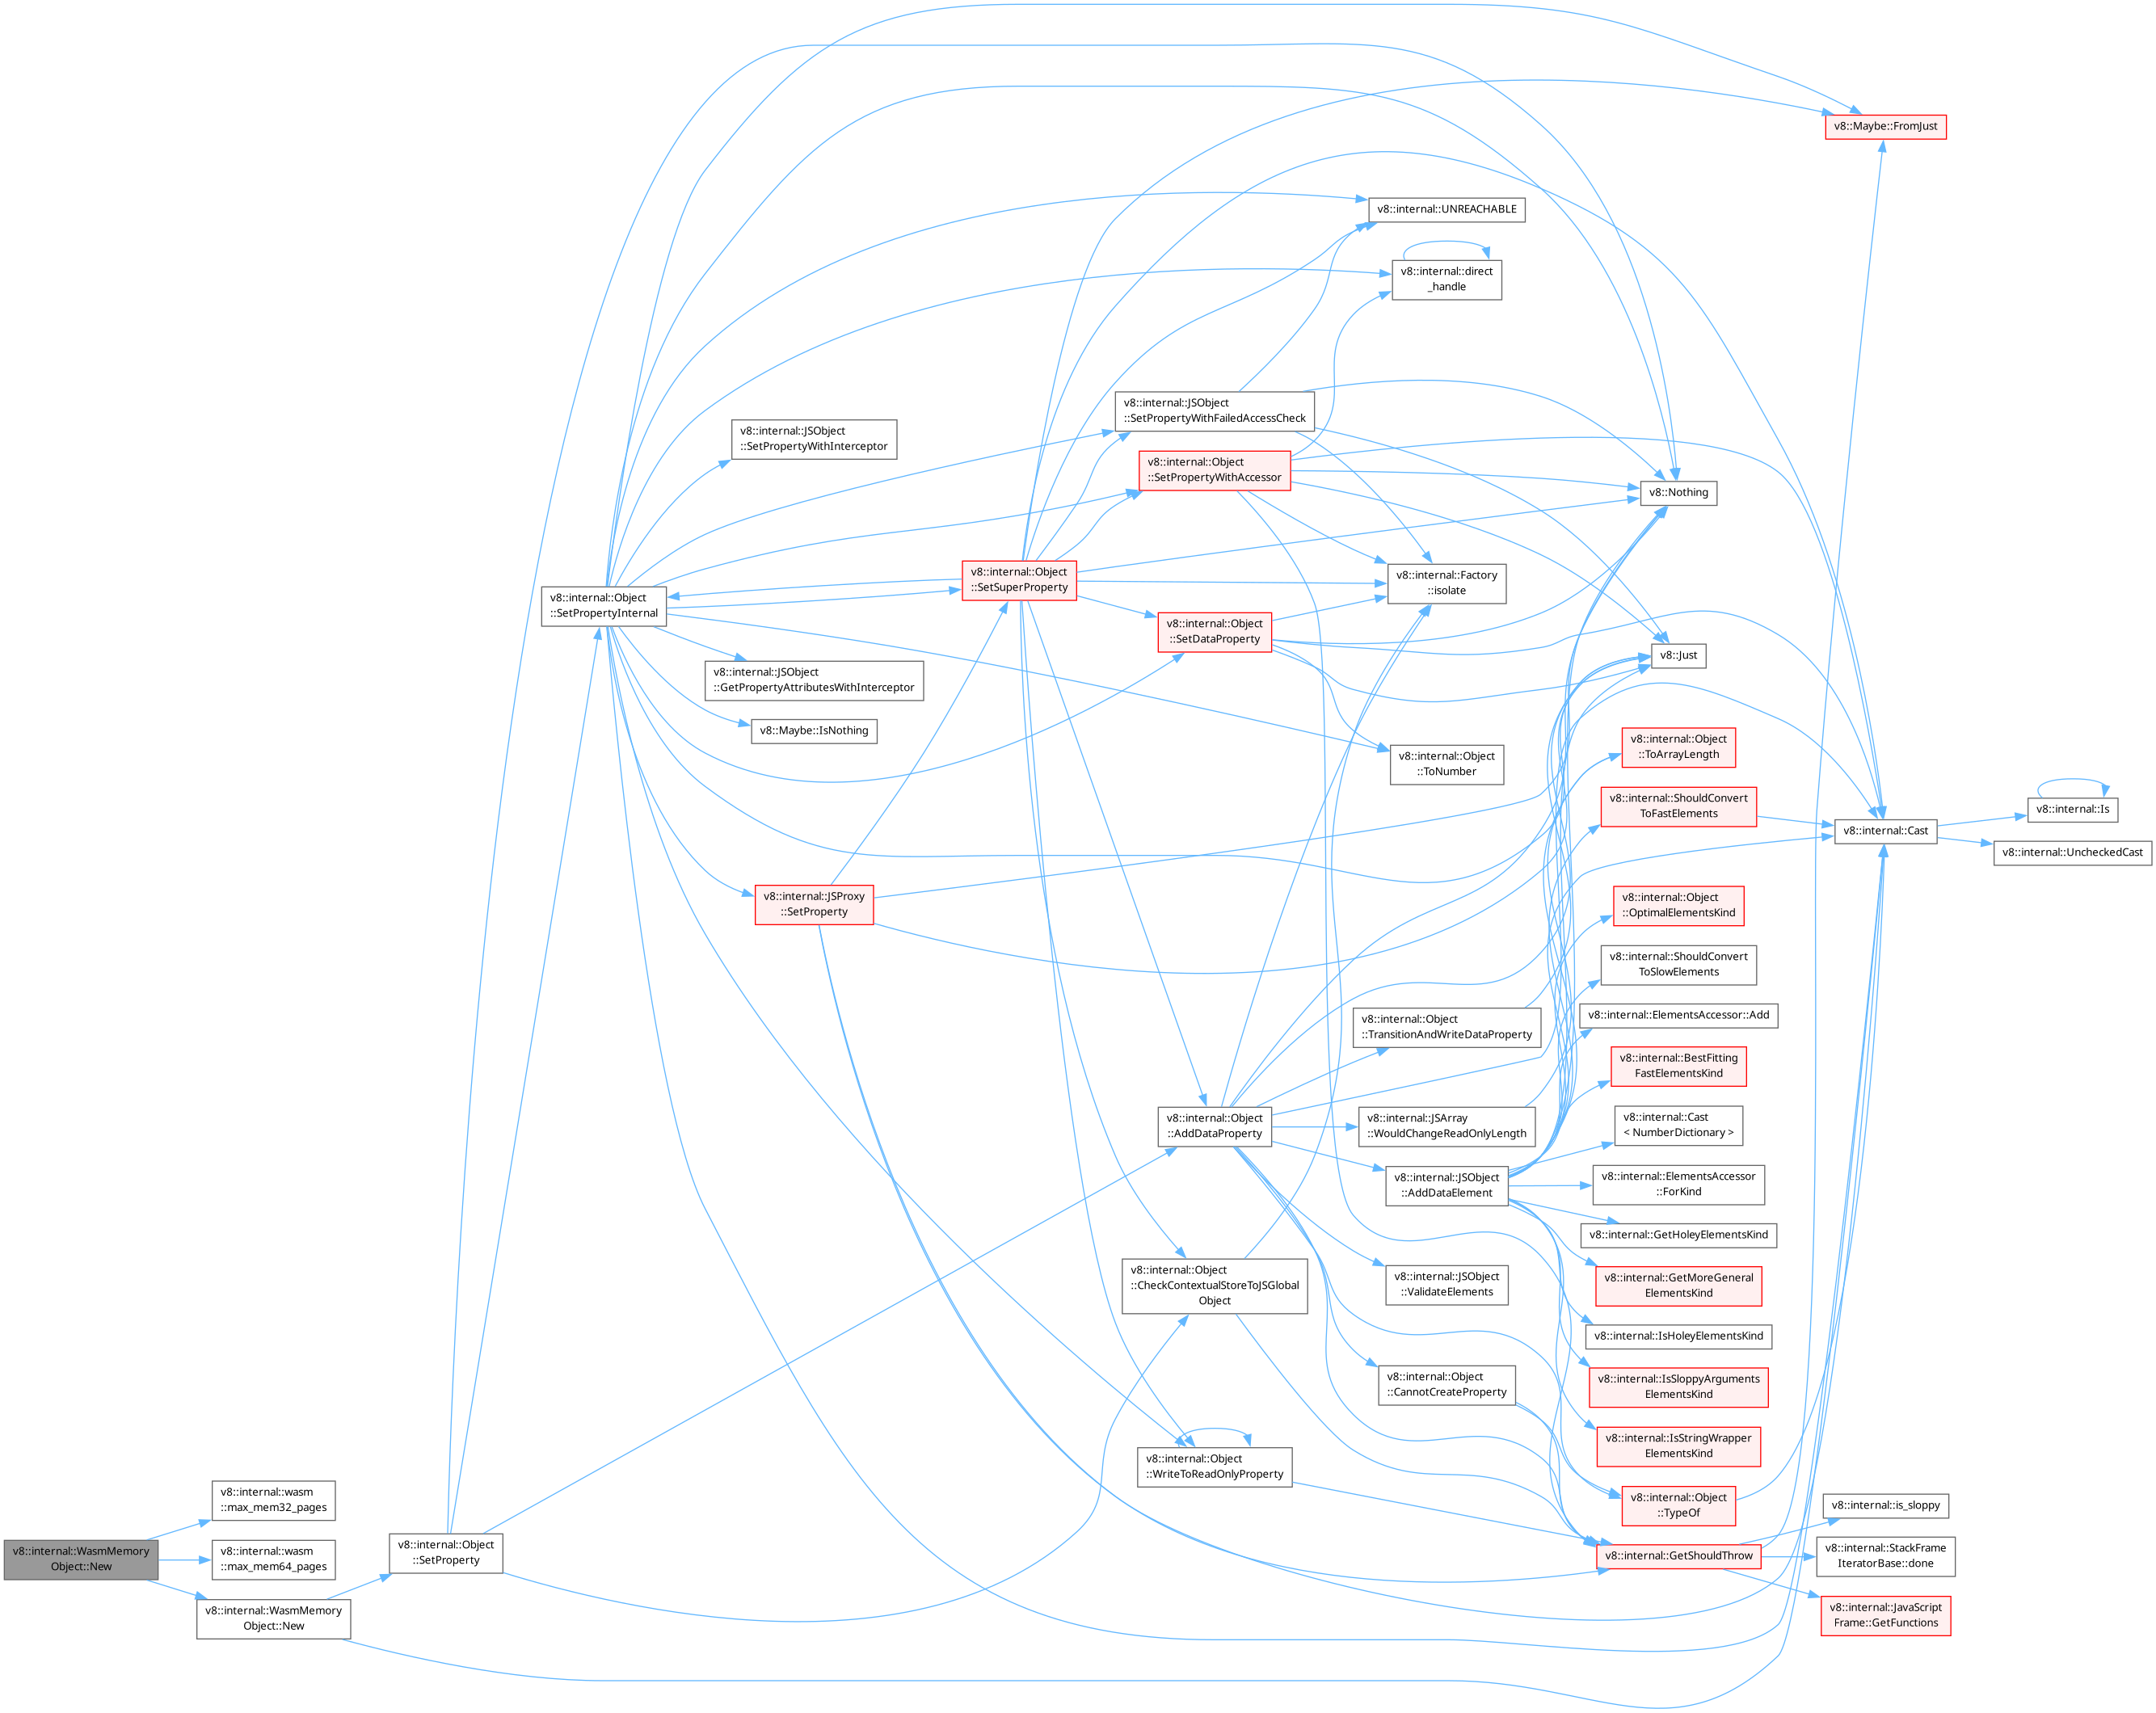 v8::internal::WasmMemory
Object::New
v8::internal::wasm
::max_mem32_pages
v8::internal::wasm
::max_mem64_pages
v8::internal::WasmMemory
Object::New
v8::internal::Object
::SetProperty
v8::internal::Object
::SetPropertyInternal
v8::internal::JSObject
::SetPropertyWithInterceptor
v8::internal::JSObject
::GetPropertyAttributesWithInterceptor
v8::Maybe::IsNothing
v8::internal::JSProxy
::SetProperty
v8::internal::Object
::SetSuperProperty
v8::internal::JSObject
::SetPropertyWithFailedAccessCheck
v8::internal::Object
::SetPropertyWithAccessor
v8::internal::Object
::SetDataProperty
v8::internal::Object
::AddDataProperty
v8::internal::Object
::CheckContextualStoreToJSGlobal
Object
v8::internal::Object
::WriteToReadOnlyProperty
v8::internal::UNREACHABLE
v8::internal::direct
_handle
v8::internal::Factory
::isolate
v8::internal::Object
::ToNumber
v8::internal::Object
::TransitionAndWriteDataProperty
v8::internal::JSArray
::WouldChangeReadOnlyLength
v8::internal::JSObject
::AddDataElement
v8::internal::JSObject
::ValidateElements
v8::internal::Object
::CannotCreateProperty
v8::Nothing
v8::Just
v8::internal::Object
::ToArrayLength
v8::internal::ShouldConvert
ToFastElements
v8::internal::Object
::OptimalElementsKind
v8::internal::ShouldConvert
ToSlowElements
v8::internal::ElementsAccessor::Add
v8::internal::BestFitting
FastElementsKind
v8::internal::Cast
< NumberDictionary >
v8::internal::ElementsAccessor
::ForKind
v8::internal::GetHoleyElementsKind
v8::internal::GetMoreGeneral
ElementsKind
v8::internal::IsHoleyElementsKind
v8::internal::IsSloppyArguments
ElementsKind
v8::internal::IsStringWrapper
ElementsKind
v8::internal::Object
::TypeOf
v8::internal::GetShouldThrow
v8::Maybe::FromJust
v8::internal::Cast
v8::internal::is_sloppy
v8::internal::StackFrame
IteratorBase::done
v8::internal::JavaScript
Frame::GetFunctions
v8::internal::Is
v8::internal::UncheckedCast